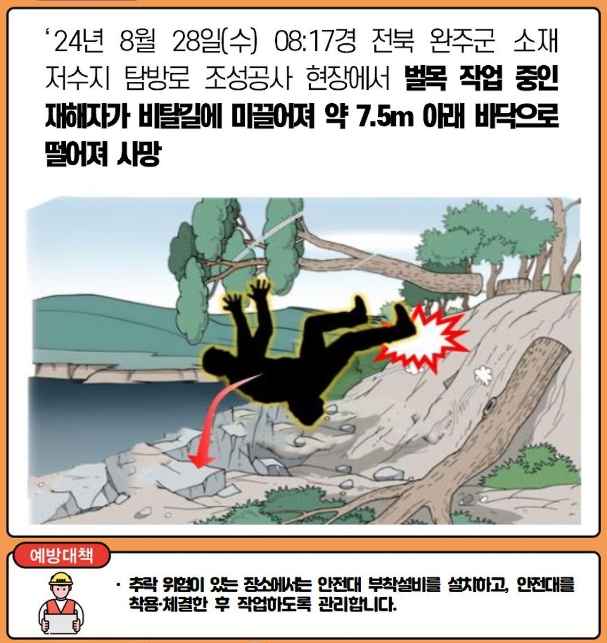 ‘24년 8월 28일(수) 08:17경 전북 완주군 소재
저수지 탐방로 조성공사 현장에서 벌목 작업 중인
재해자가 비탈길에 미끌어져 약 7.5m 아래 바닥으로
떨어져 사망
예방대책
· 추락 위험이 있는 장소에서는 안전대 부착설비를 설치하고, 안전대를
착용·체결한 후 작업하도록 관리합니다.